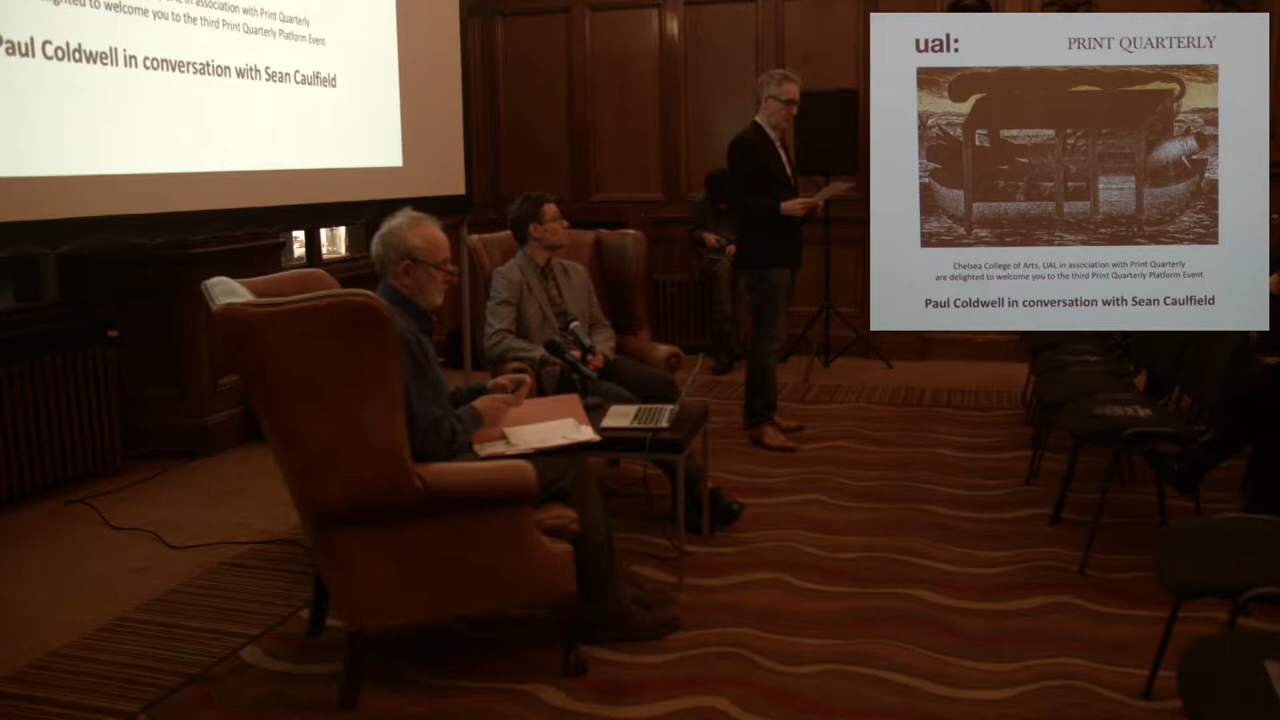 in association with Print Quarterly
delighted to welcome you to the third Print Quarterly Platform Event
Paul Coldwell in conversation with Sean Caulfield
ual:
PRINT QUARTERLY
Chelsea College of Arts, UAL in association with Print Quarterly
are delighted to welcome you to the third Print Quarterly Platform Event
Paul Coldwell in conversation with Sean Caulfield